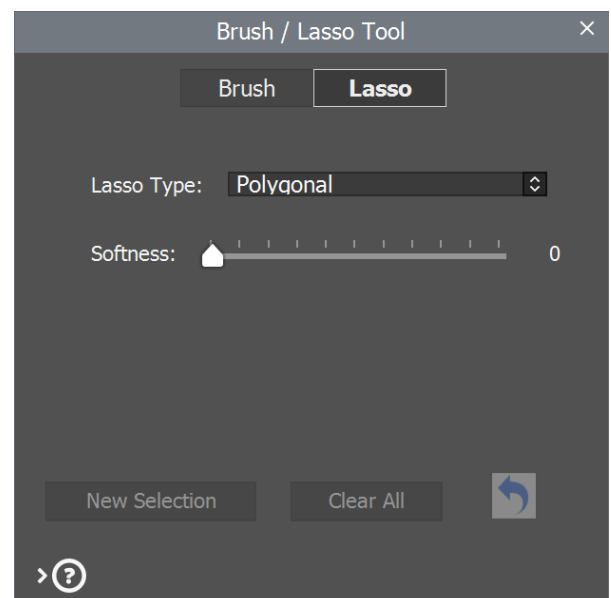 Brush / Lasso Tool
Brush Lasso
Lasso Type: Polygonal
Softness: 0
New Selection Clear All